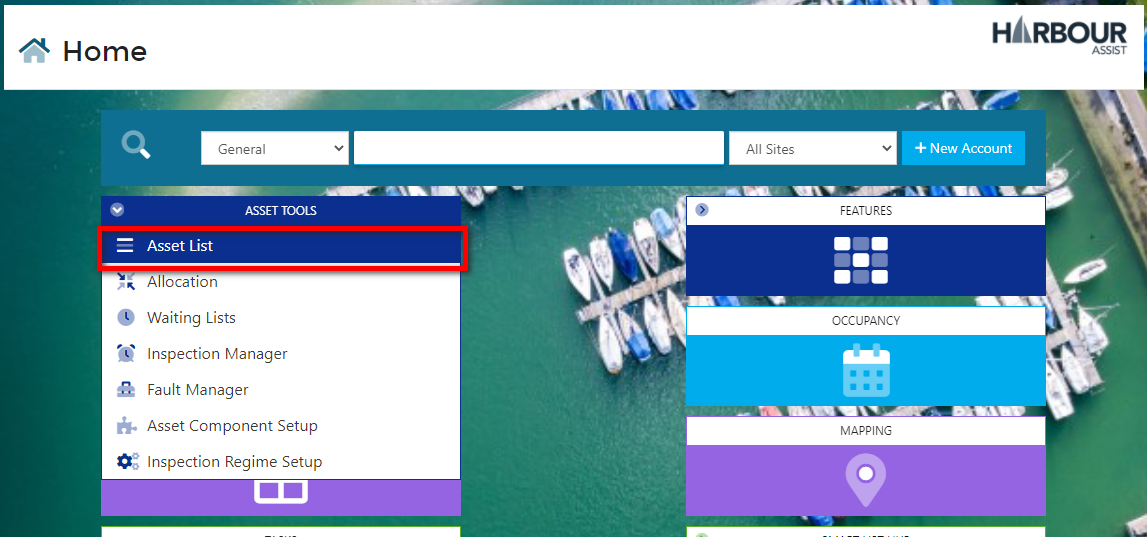 Home
HARBOUR
ASSIST
General
All Sites
+ New Account
ASSET TOOLS
Asset List
Allocation
Waiting Lists
Inspection Manager
Fault Manager
Asset Component Setup
Inspection Regime Setup
FEATURES
OCCUPANCY
MAPPING